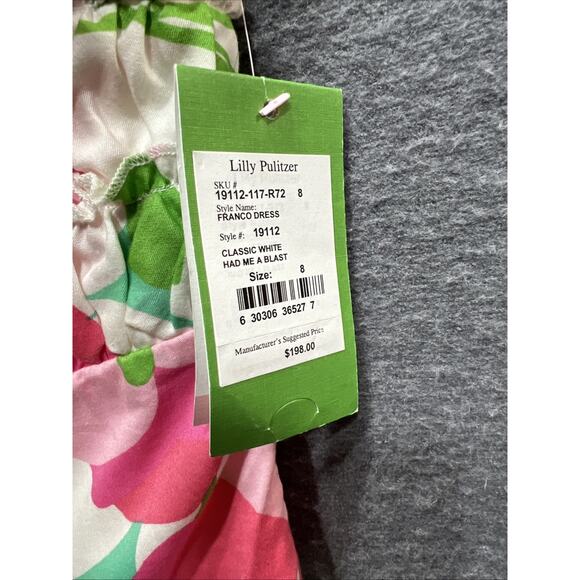 Lilly Pulitzer
SKU #
19112-117-R72 8
Style Name:
FRANCO DRESS
Style #: 19112
CLASSIC WHITE
HAD ME A BLAST
Size: 8
6 30306 36527 7
Manufacturer's Suggested Price
$198.00